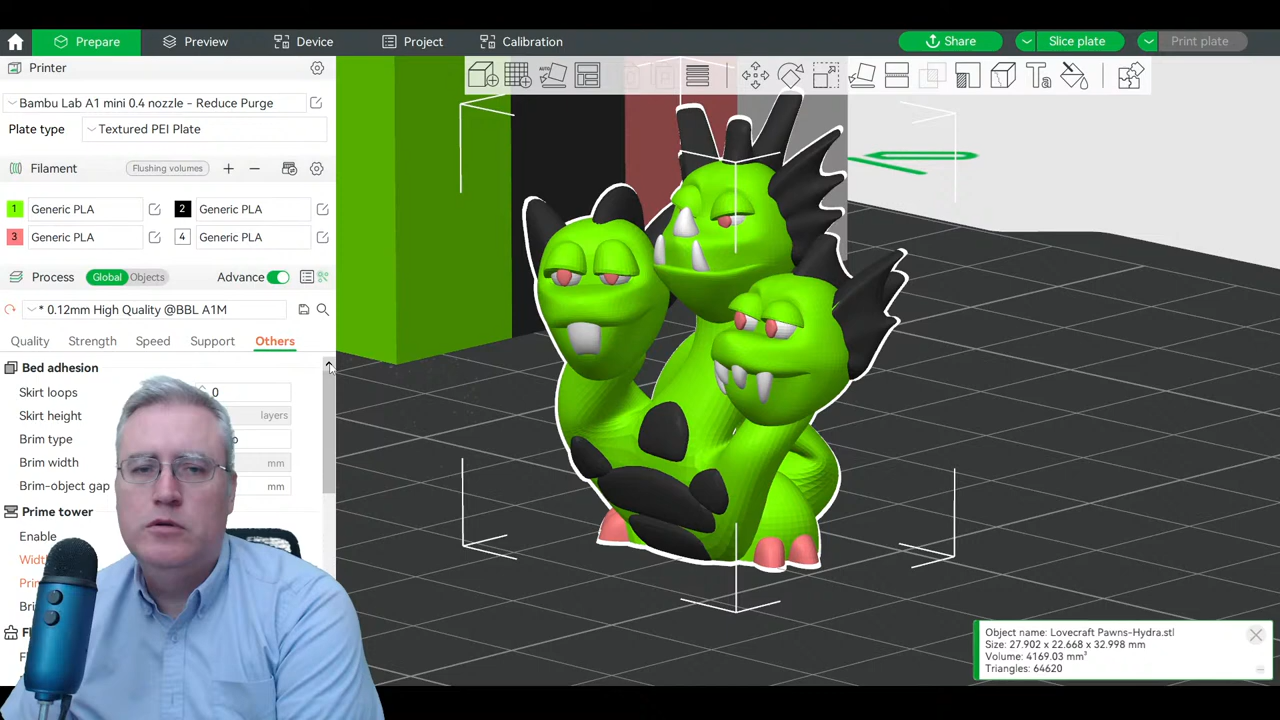 Prepare Preview Device Project Calibration Share Slice plate Print plate
Printer
Bambu Lab A1 mini 0.4 nozzle - Reduce Purge
Plate type Textured PEI Plate
Filament Flushing volumes
1 Generic PLA 2 Generic PLA
3 Generic PLA 4 Generic PLA
Process Global Objects Advance
* 0.12mm High Quality @BBL A1M
Quality Strength Speed Support Others
Bed adhesion
Skirt loops 0
Skirt height layers
Brim type
Brim width mm
Brim-object gap mm
Prime tower
Enable
Object name: Lovecraft Pawns-Hydra.stl
Size: 27.902 x 22.668 x 32.998 mm
Volume: 4169.03 mm³
Triangles: 64620